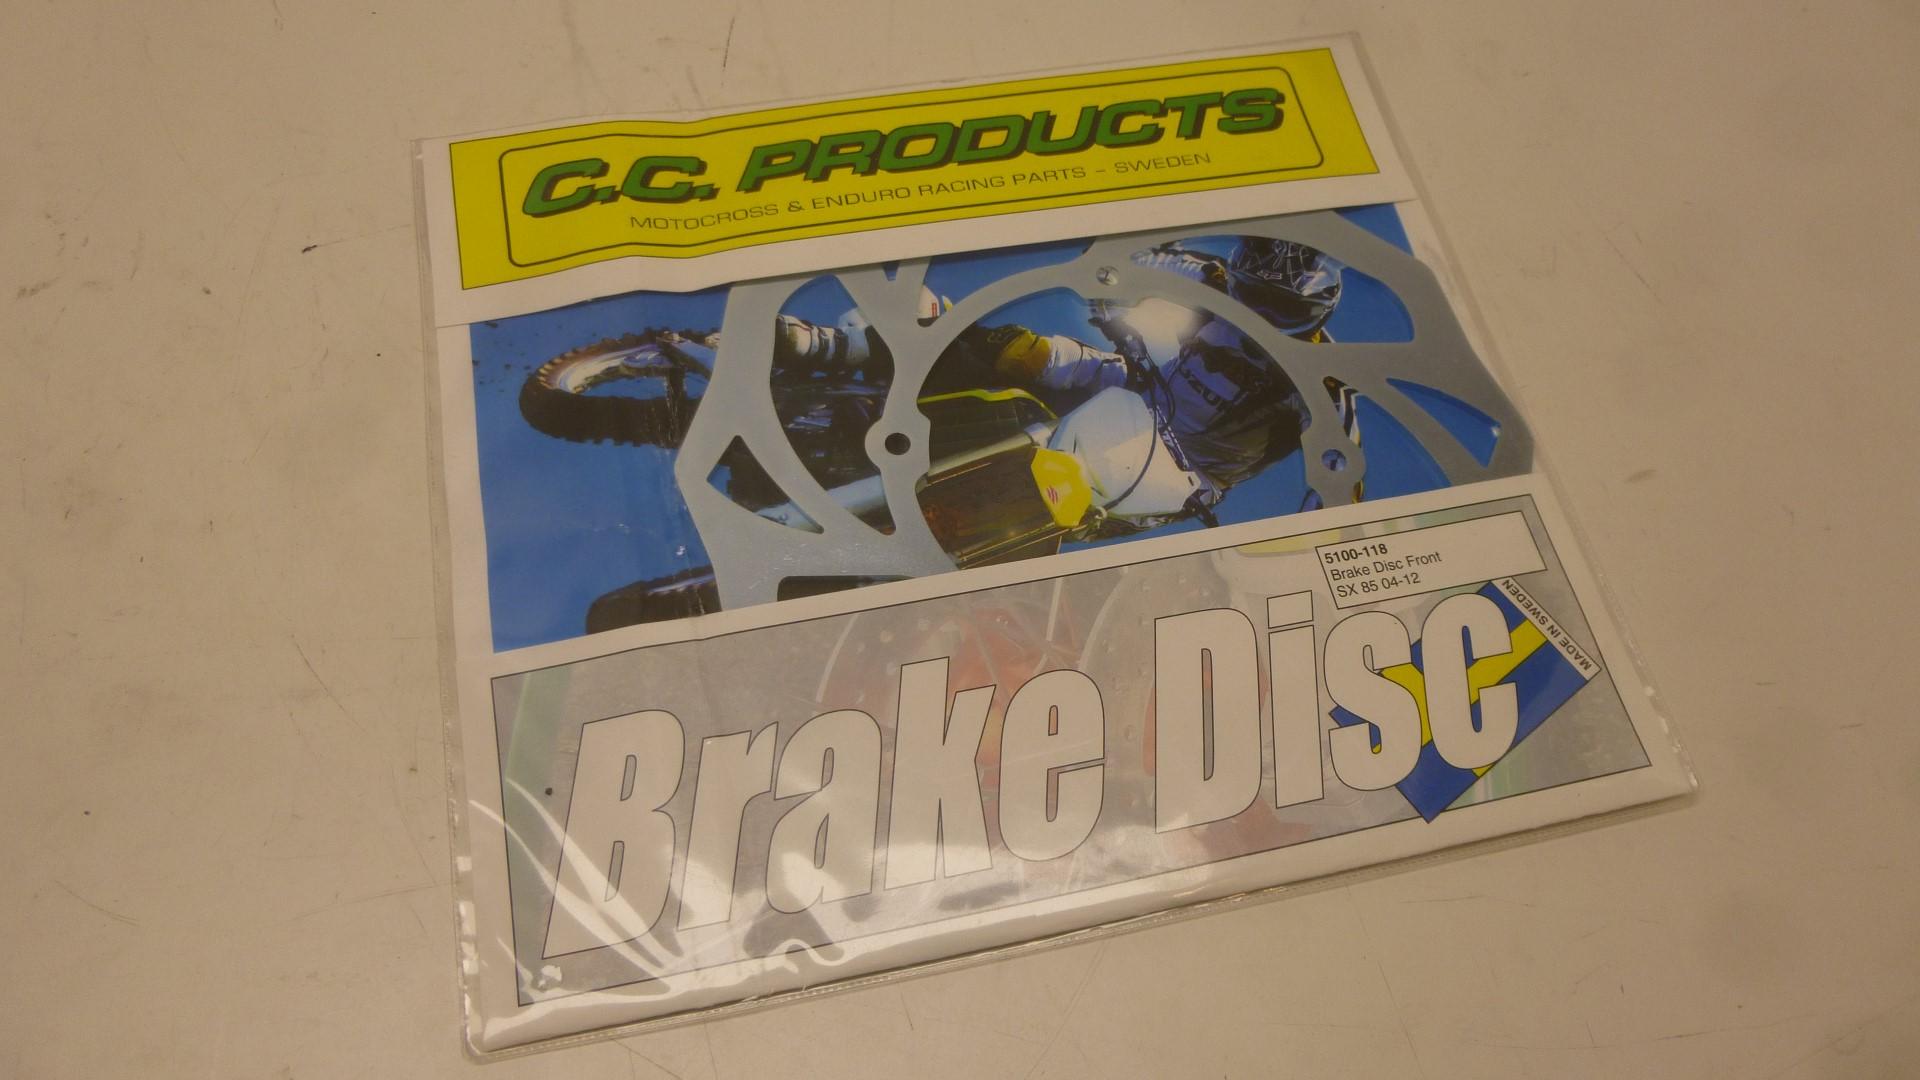 C.C. PRODUCTS
MOTOCROSS & ENDURO RACING PARTS – SWEDEN
5100-118
Brake Disc Front
SX 85 04-12
MADE IN SWEDEN
Brake Disc